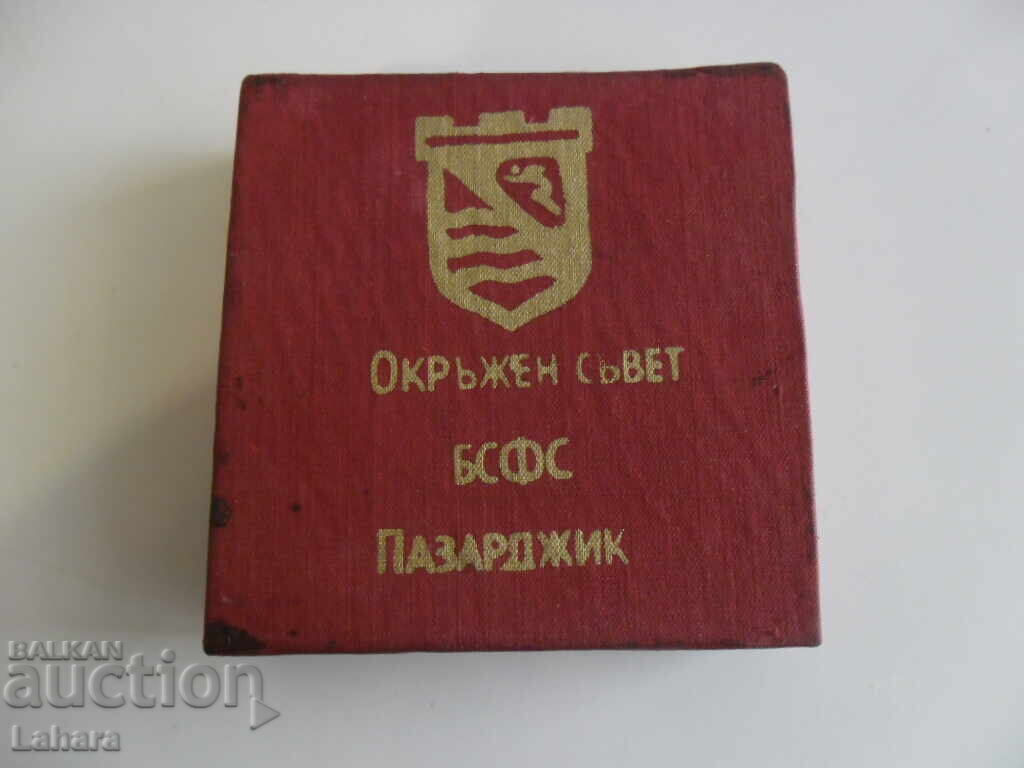 Окръжен съвет
БСФС
Пазарджик
BALKAN
auction
Lahara